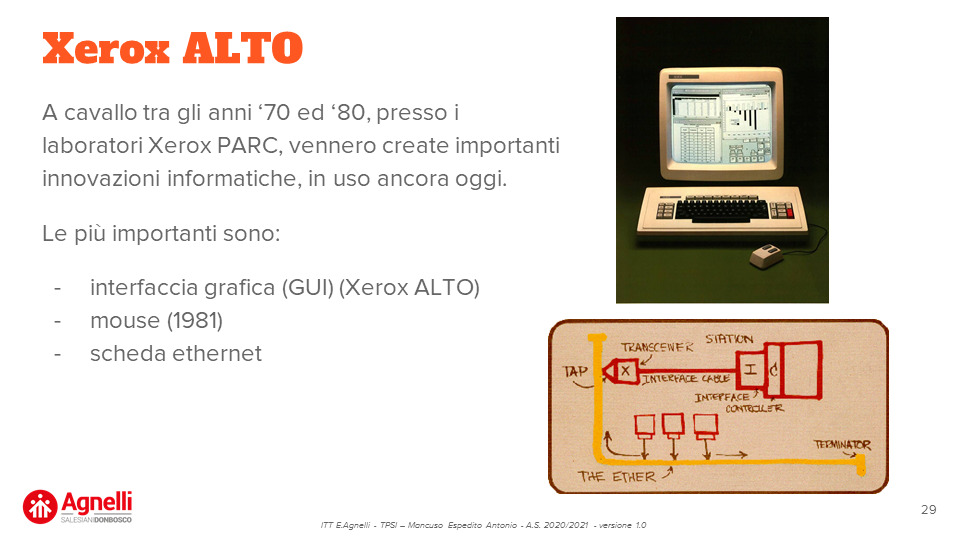 Xerox ALTO
A cavallo tra gli anni ‘70 ed ‘80, presso i
laboratori Xerox PARC, vennero create importanti
innovazioni informatiche, in uso ancora oggi.
Le più importanti sono:
- interfaccia grafica (GUI) (Xerox ALTO)
- mouse (1981)
- scheda ethernet
STATION
TRANSCEIVER
TAP
X
I
C
INTERFACE CABLE
INTERFACE
CONTROLLER
TERMINATOR
THE ETHER
Agnelli
SALESIANIDONBOSCO
ITT E.Agnelli - TPSI – Mancuso Espedito Antonio - A.S. 2020/2021 - versione 1.0
29